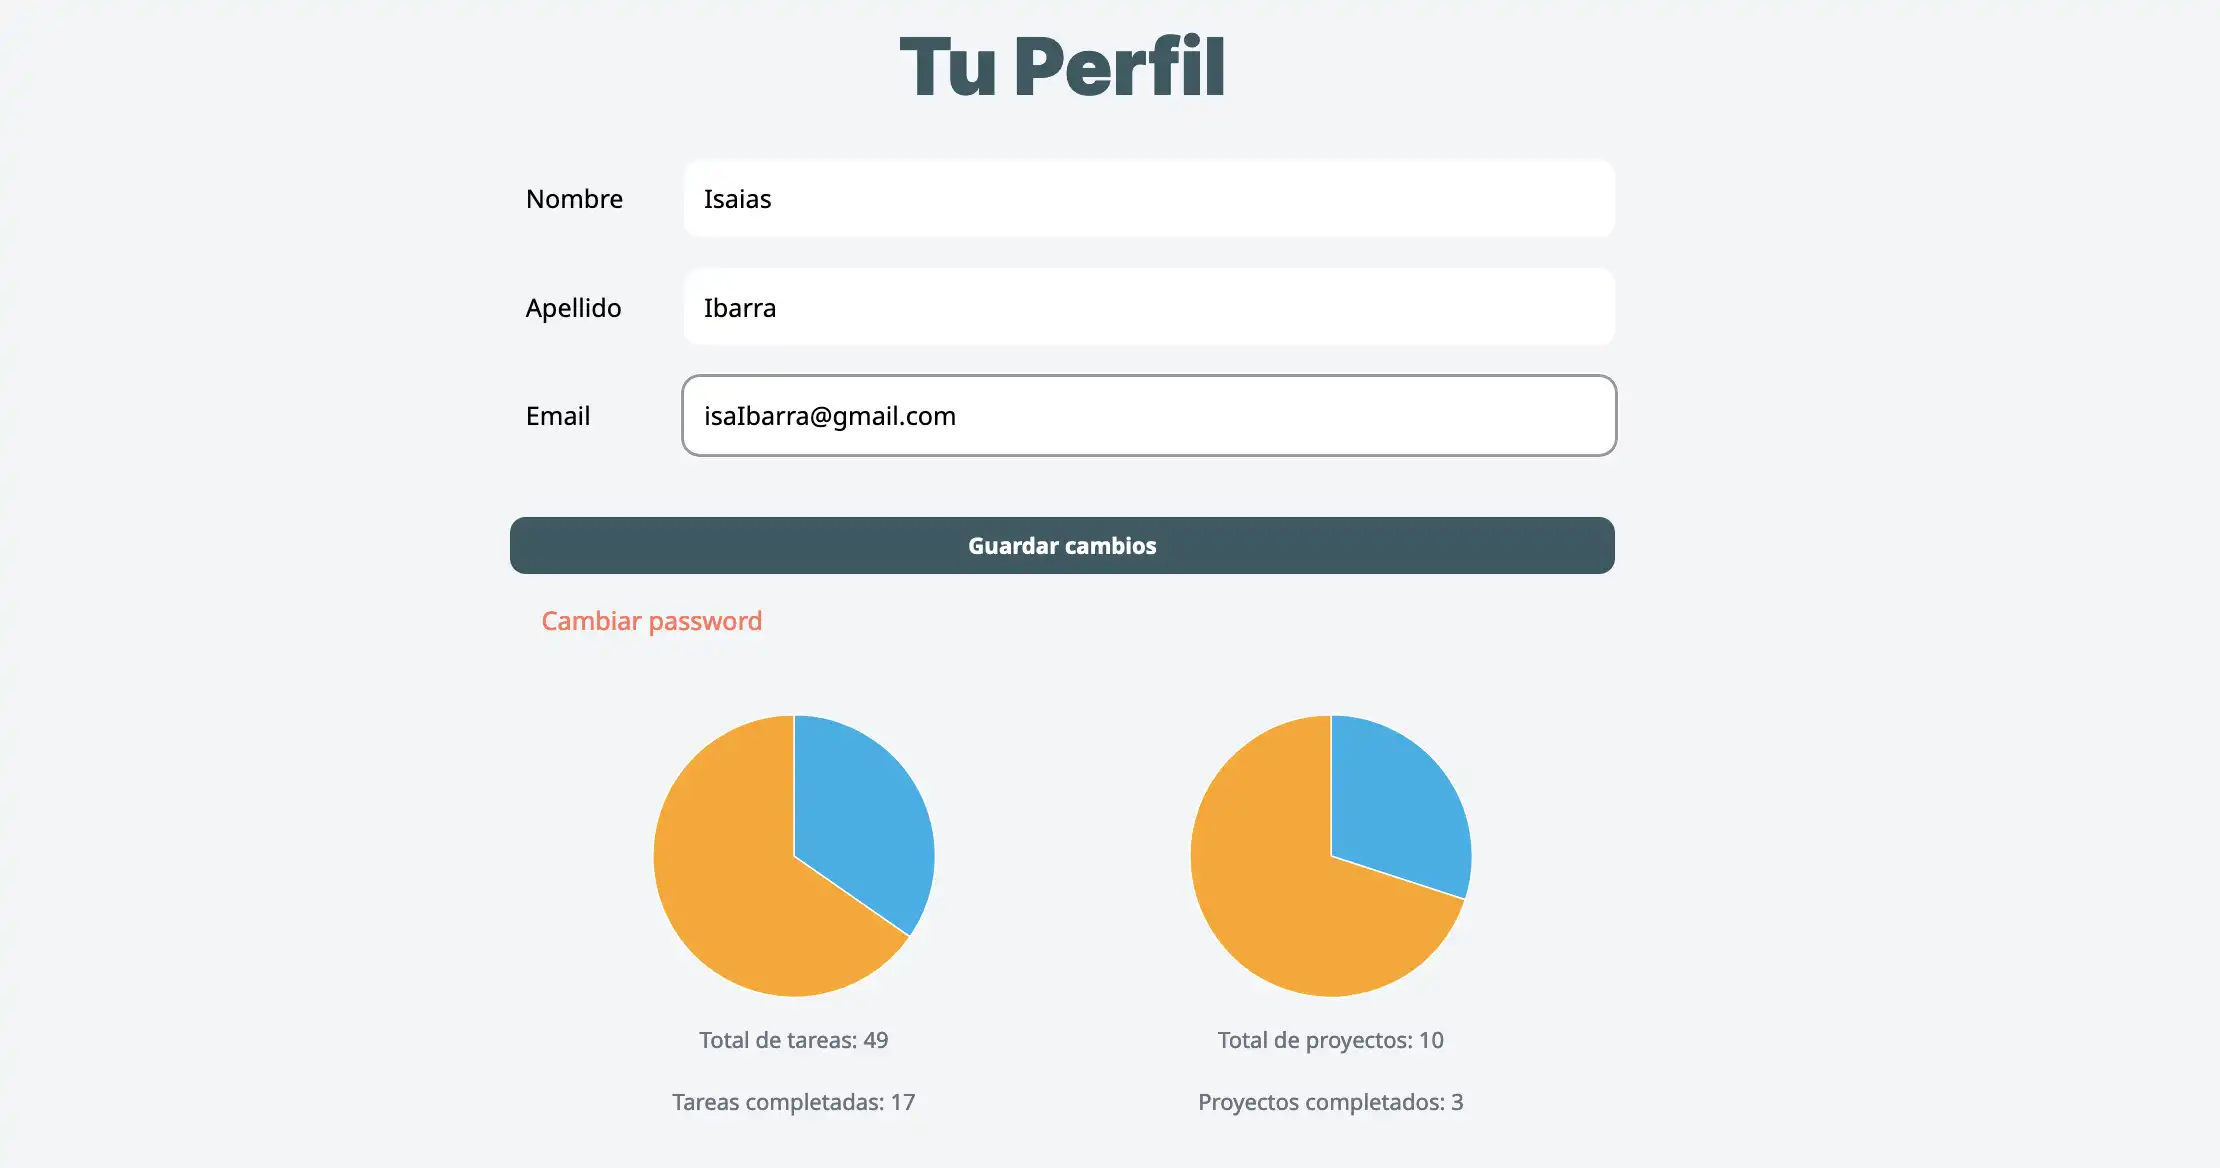 Tu Perfil
Nombre
Isaias
Apellido
Ibarra
Email
isaIbarra@gmail.com
Guardar cambios
Cambiar password
Total de tareas: 49
Total de proyectos: 10
Tareas completadas: 17
Proyectos completados: 3